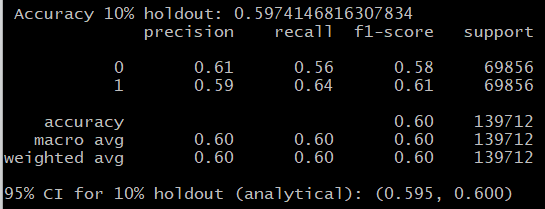 Accuracy 10% holdout: 0.5974146816307834
precision recall f1-score support
0 0.61 0.56 0.58 69856
1 0.59 0.64 0.61 69856
accuracy 0.60 139712
macro avg 0.60 0.60 0.60 139712
weighted avg 0.60 0.60 0.60 139712
95% CI for 10% holdout (analytical): (0.595, 0.600)